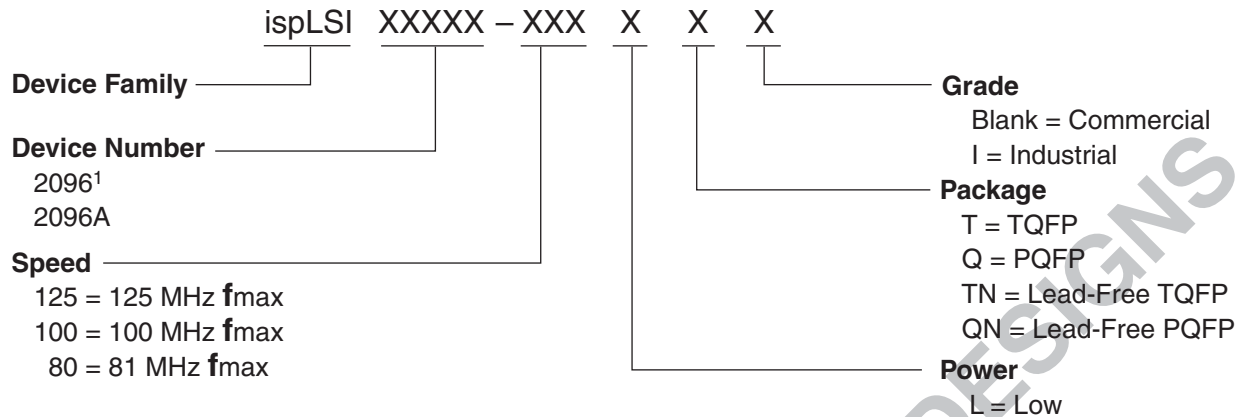 ispLSI XXXXX – XXX X X X
Device Family
Device Number
2096¹
2096A
Speed
125 = 125 MHz fmax
100 = 100 MHz fmax
80 = 81 MHz fmax
Grade
Blank = Commercial
I = Industrial
Package
T = TQFP
Q = PQFP
TN = Lead-Free TQFP
QN = Lead-Free PQFP
Power
L = Low
DESIGNS